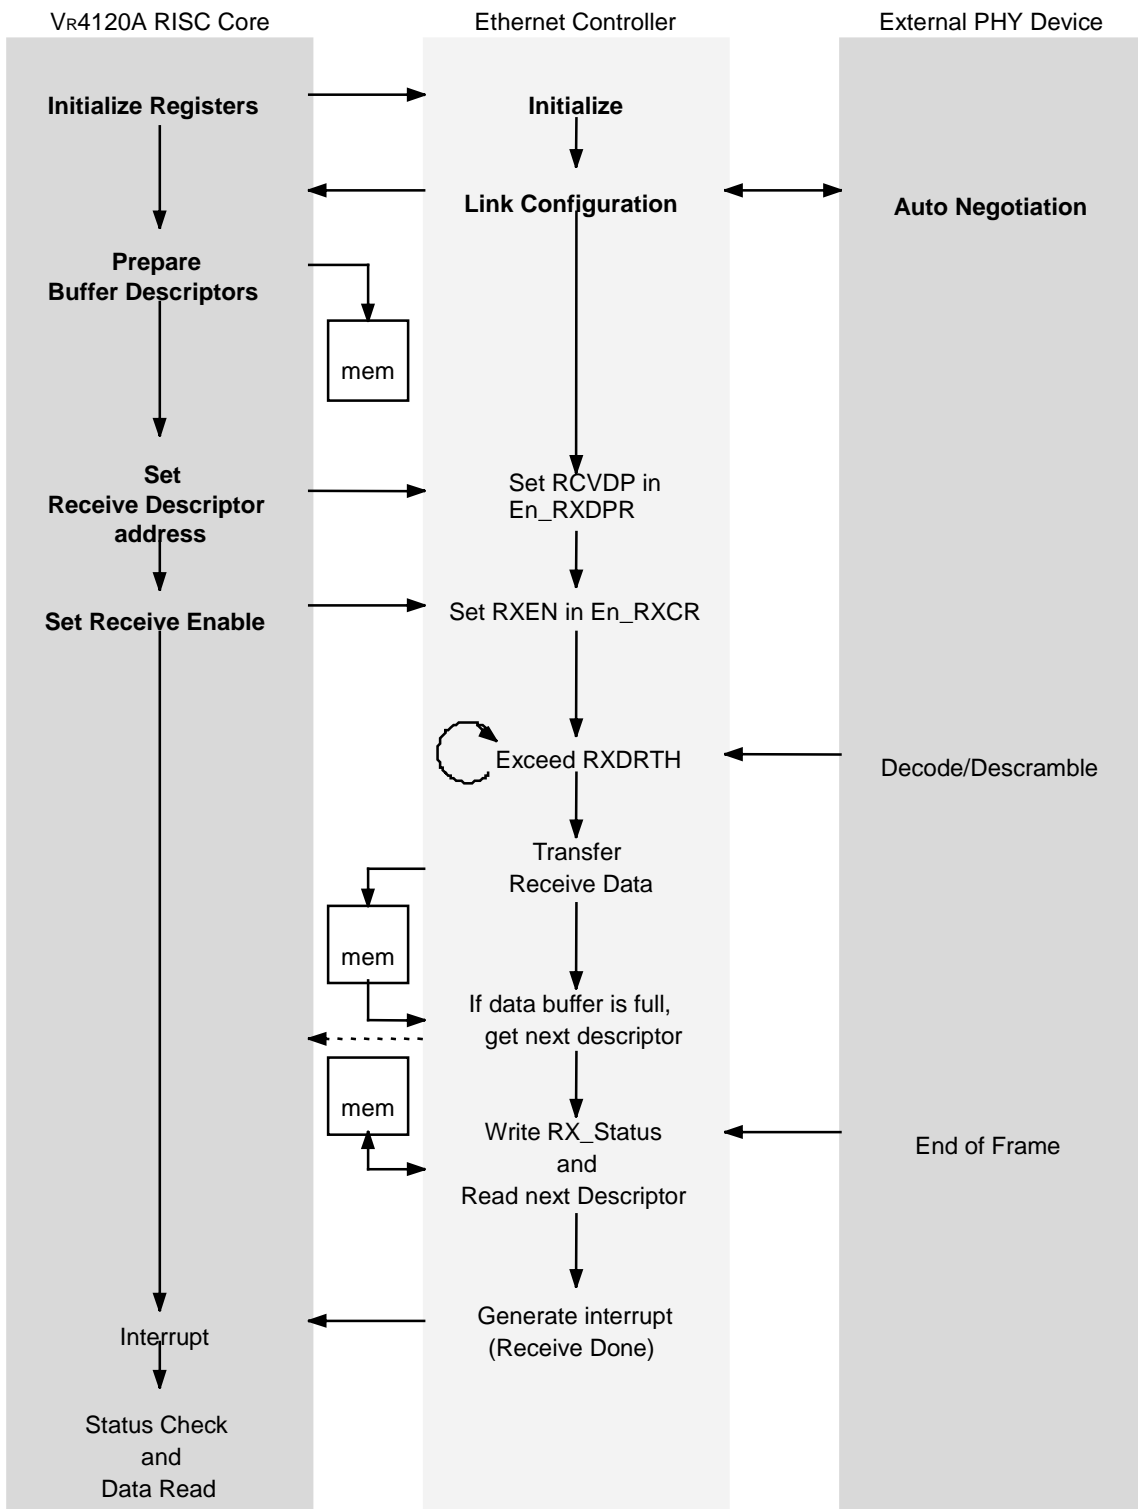 VR4120A RISC Core
Ethernet Controller
External PHY Device
Initialize Registers
Initialize
Link Configuration
Auto Negotiation
Prepare
Buffer Descriptors
mem
Set
Receive Descriptor
address
Set RCVDP in
En_RXDPR
Set Receive Enable
Set RXEN in En_RXCR
Exceed RXDRTH
Decode/Descramble
Transfer
Receive Data
mem
If data buffer is full,
get next descriptor
mem
Write RX_Status
and
Read next Descriptor
End of Frame
Generate interrupt
(Receive Done)
Interrupt
Status Check
and
Data Read